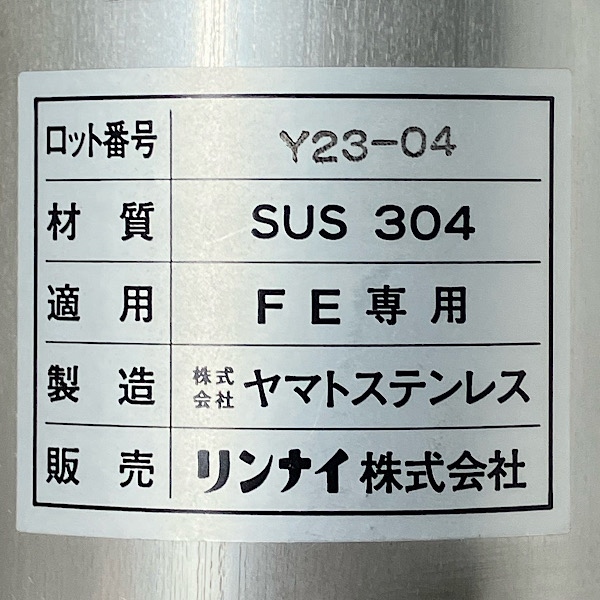 ロット番号 Y23-04
材質 SUS 304
適用 FE専用
製造 株式会社 ヤマトステンレス
販売 リンナイ株式会社